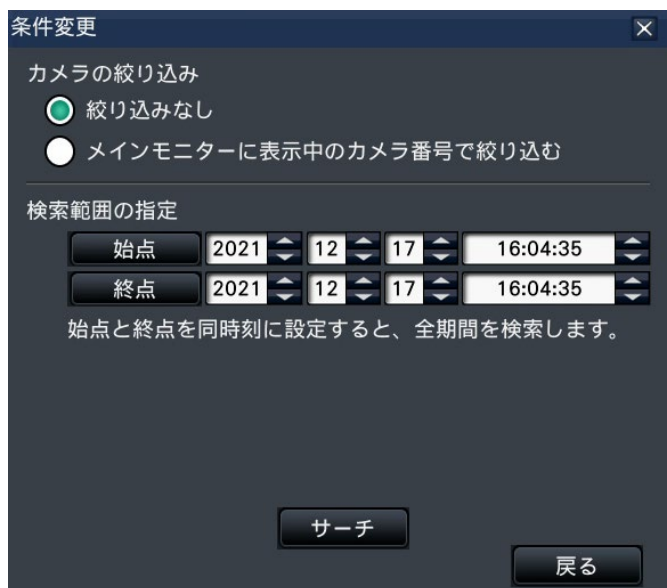 条件変更
カメラの絞り込み
絞り込みなし
メインモニターに表示中のカメラ番号で絞り込む
検索範囲の指定
始点 2021 12 17 16:04:35
終点 2021 12 17 16:04:35
始点と終点を同時刻に設定すると、全期間を検索します。
サーチ
戻る